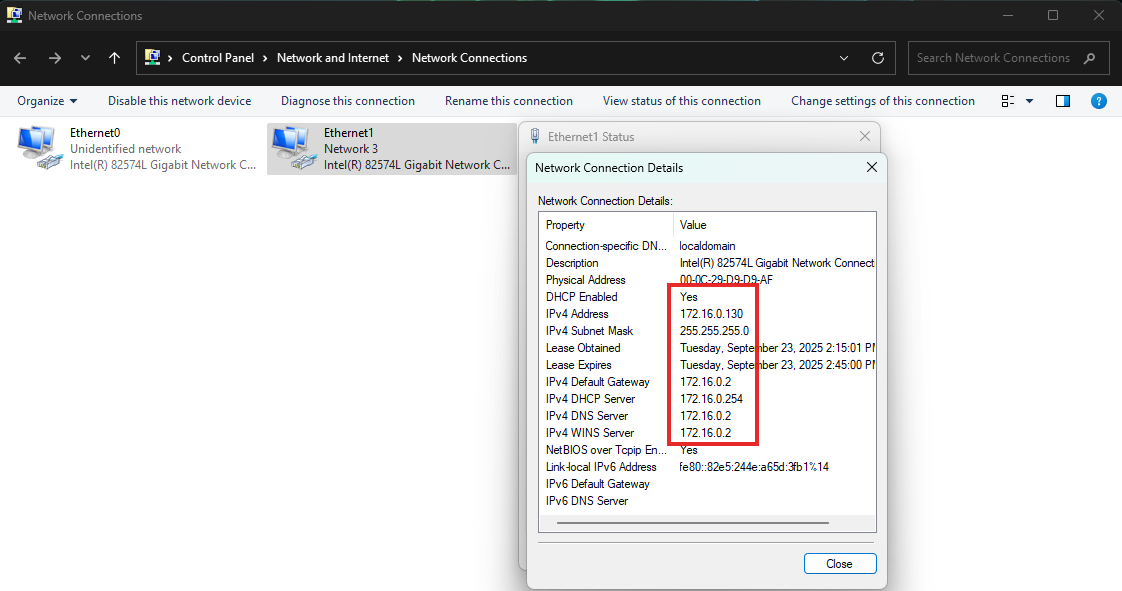 Network Connections
Control Panel > Network and Internet > Network Connections
Search Network Connections
Organize Disable this network device Diagnose this connection Rename this connection View status of this connection Change settings of this connection
Ethernet0
Unidentified network
Intel(R) 82574L Gigabit Network C...
Ethernet1
Network 3
Intel(R) 82574L Gigabit Network C...
Ethernet1 Status
Network Connection Details
Network Connection Details:
Property Value
Connection-specific DN... localdomain
Description Intel(R) 82574L Gigabit Network Connecti
Physical Address 00-0C-29-D9-D9-AF
DHCP Enabled Yes
IPv4 Address 172.16.0.130
IPv4 Subnet Mask 255.255.255.0
Lease Obtained Tuesday, September 23, 2025 2:15:01 PM
Lease Expires Tuesday, September 23, 2025 2:45:00 PM
IPv4 Default Gateway 172.16.0.2
IPv4 DHCP Server 172.16.0.254
IPv4 DNS Server 172.16.0.2
IPv4 WINS Server 172.16.0.2
NetBIOS over Tcpip En... Yes
Link-local IPv6 Address fe80::82e5:244e:a65d:3fb1%14
IPv6 Default Gateway
IPv6 DNS Server
Close